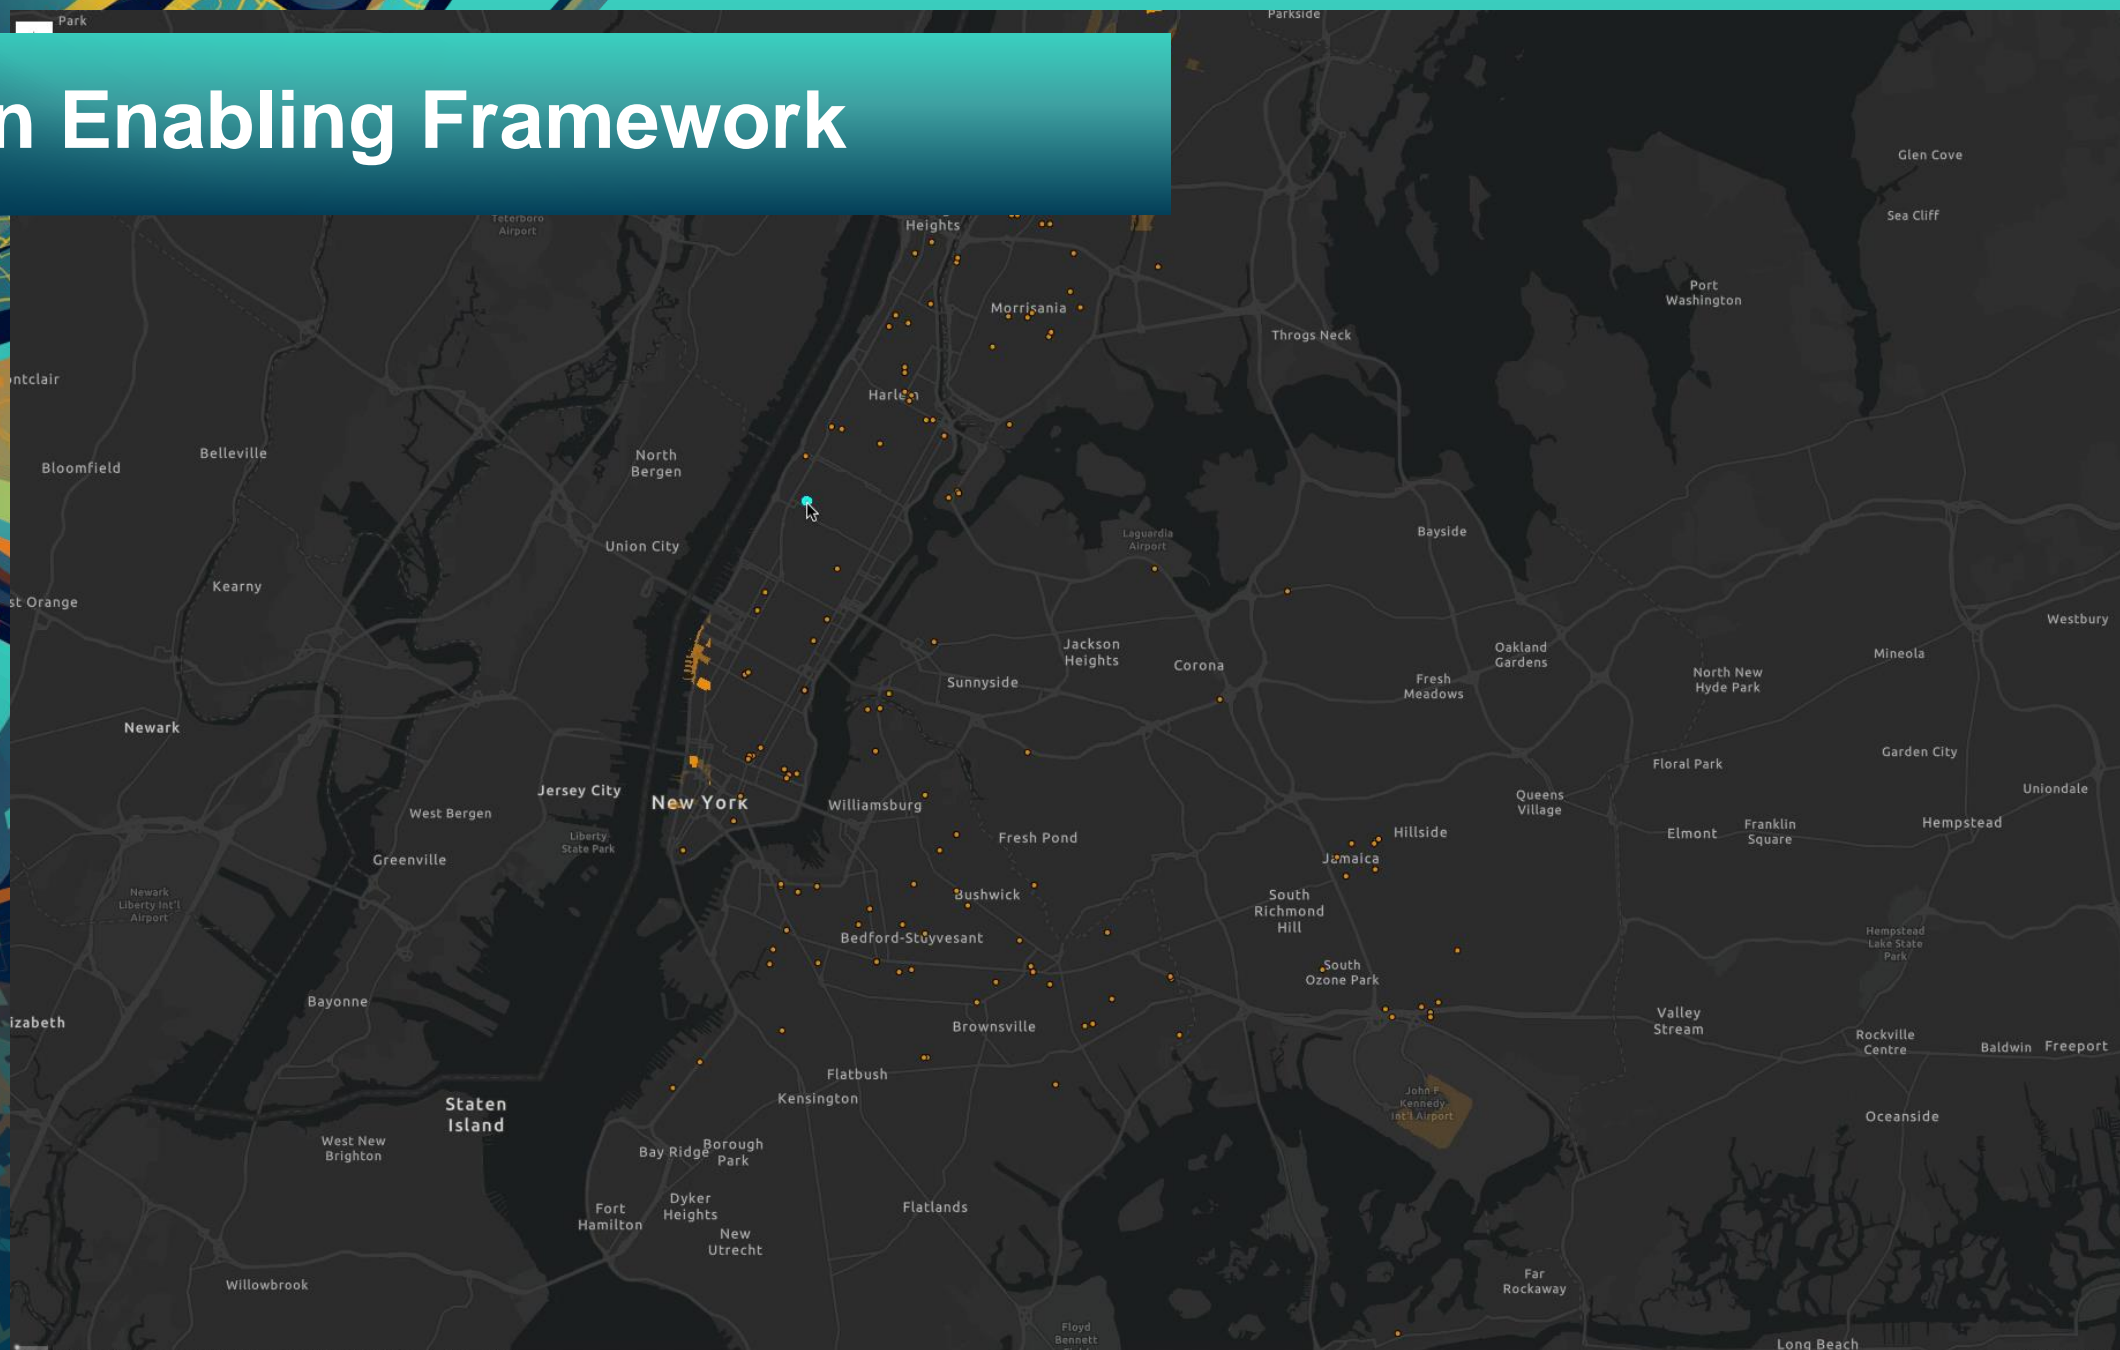 Park
Parkside
n Enabling Framework
Glen Cove
Sea Cliff
Teterboro
Airport
Heights
Port
Washington
Morrisania
Throgs Neck
ntclair
Harlem
Belleville
Bloomfield
North
Bergen
Laguardia
Airport
Bayside
Union City
Kearny
st Orange
Westbury
Jackson
Heights
Corona
Oakland
Gardens
Mineola
Sunnyside
Fresh
Meadows
North New
Hyde Park
Newark
Garden City
Floral Park
Jersey City
New York
West Bergen
Williamsburg
Queens
Village
Uniondale
Liberty
State Park
Fresh Pond
Hillside
Elmont
Franklin
Square
Hempstead
Greenville
Jamaica
Newark
Liberty Int'l
Airport
Bushwick
South
Richmond
Hill
Bedford-Stuyvesant
Hempstead
Lake State
Park
South
Ozone Park
Bayonne
izabeth
Brownsville
Valley
Stream
Rockville
Centre
Baldwin
Freeport
Flatbush
Kensington
John F
Kennedy
Int'l Airport
Staten
Island
Oceanside
West New
Brighton
Bay Ridge
Borough
Park
Dyker
Heights
Fort
Hamilton
Flatlands
New
Utrecht
Willowbrook
Far
Rockaway
Floyd
Bennett
Long Beach